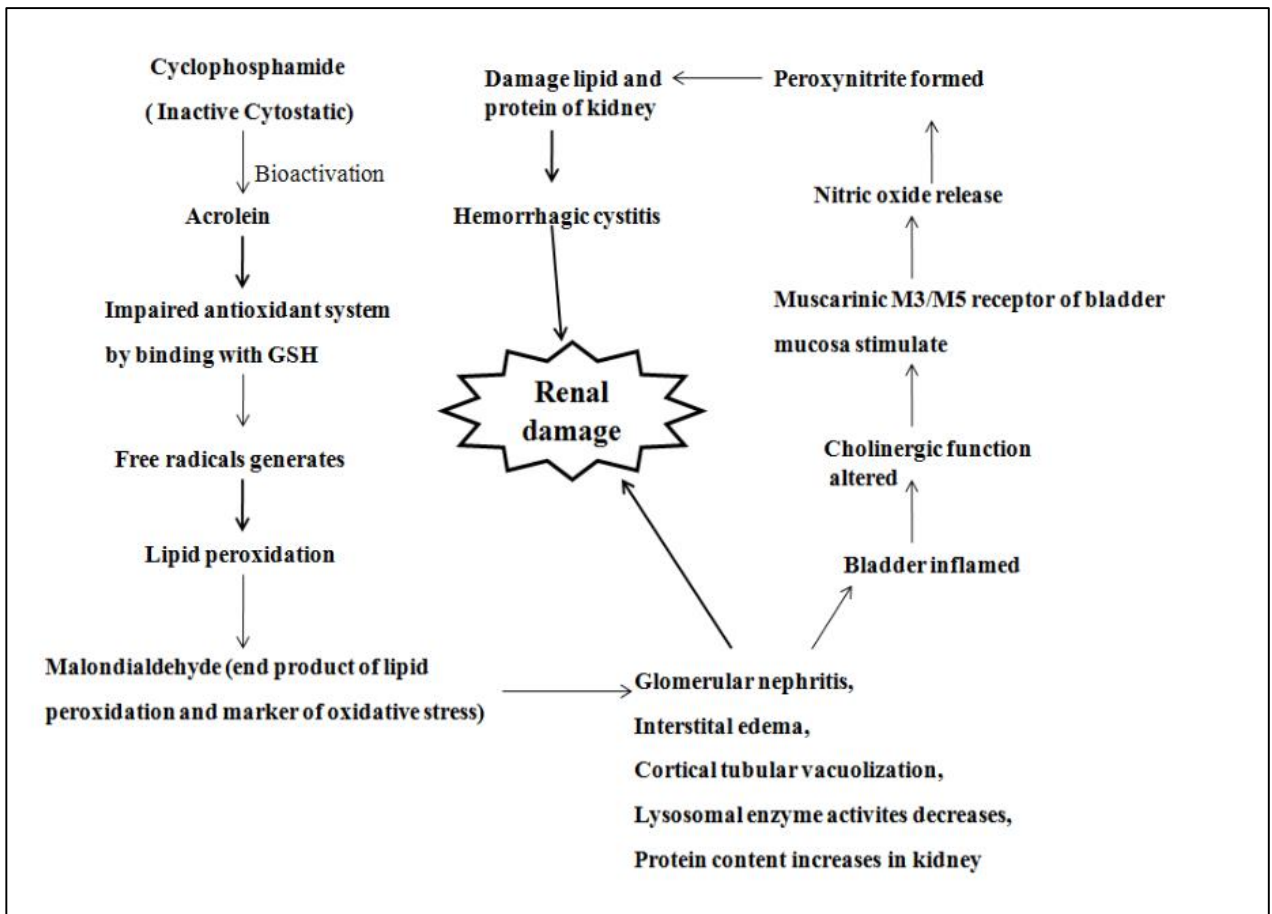 Cyclophosphamide
( Inactive Cytostatic)
Bioactivation
Acrolein
Impaired antioxidant system
by binding with GSH
Free radicals generates
Lipid peroxidation
Malondialdehyde (end product of lipid
peroxidation and marker of oxidative stress)
Glomerular nephritis,
Interstital edema,
Cortical tubular vacuolization,
Lysosomal enzyme activites decreases,
Protein content increases in kidney
Bladder inflamed
Cholinergic function
altered
Muscarinic M3/M5 receptor of bladder
mucosa stimulate
Nitric oxide release
Peroxynitrite formed
Damage lipid and
protein of kidney
Hemorrhagic cystitis
Renal
damage